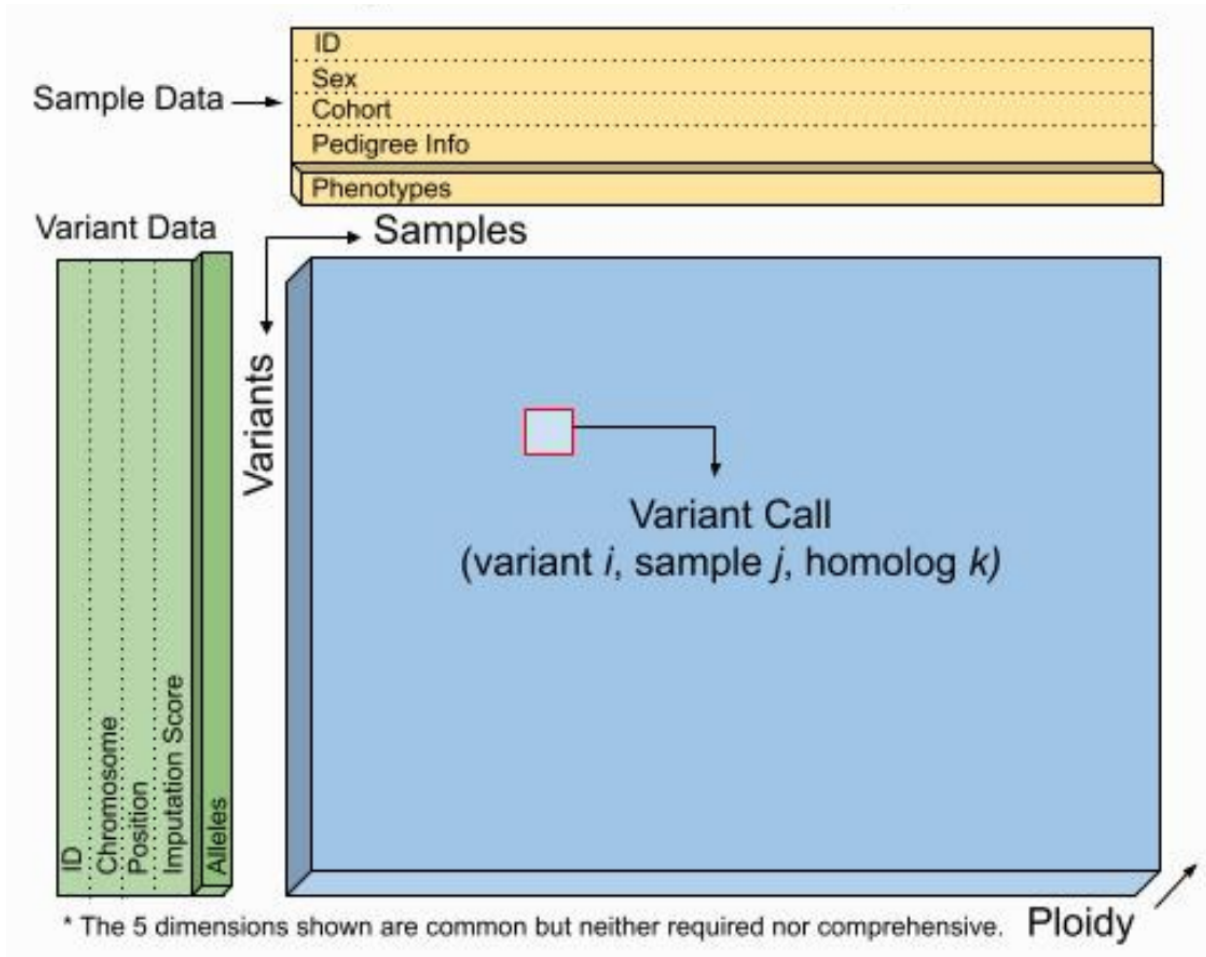 ID
Sex
Sample Data
Cohort
Pedigree Info
Phenotypes
Variant Data
Samples
Variants
Variant Call
(variant i, sample j, homolog k)
ID
Chromosome
Position
Imputation Score
Alleles
* The 5 dimensions shown are common but neither required nor comprehensive.
Ploidy